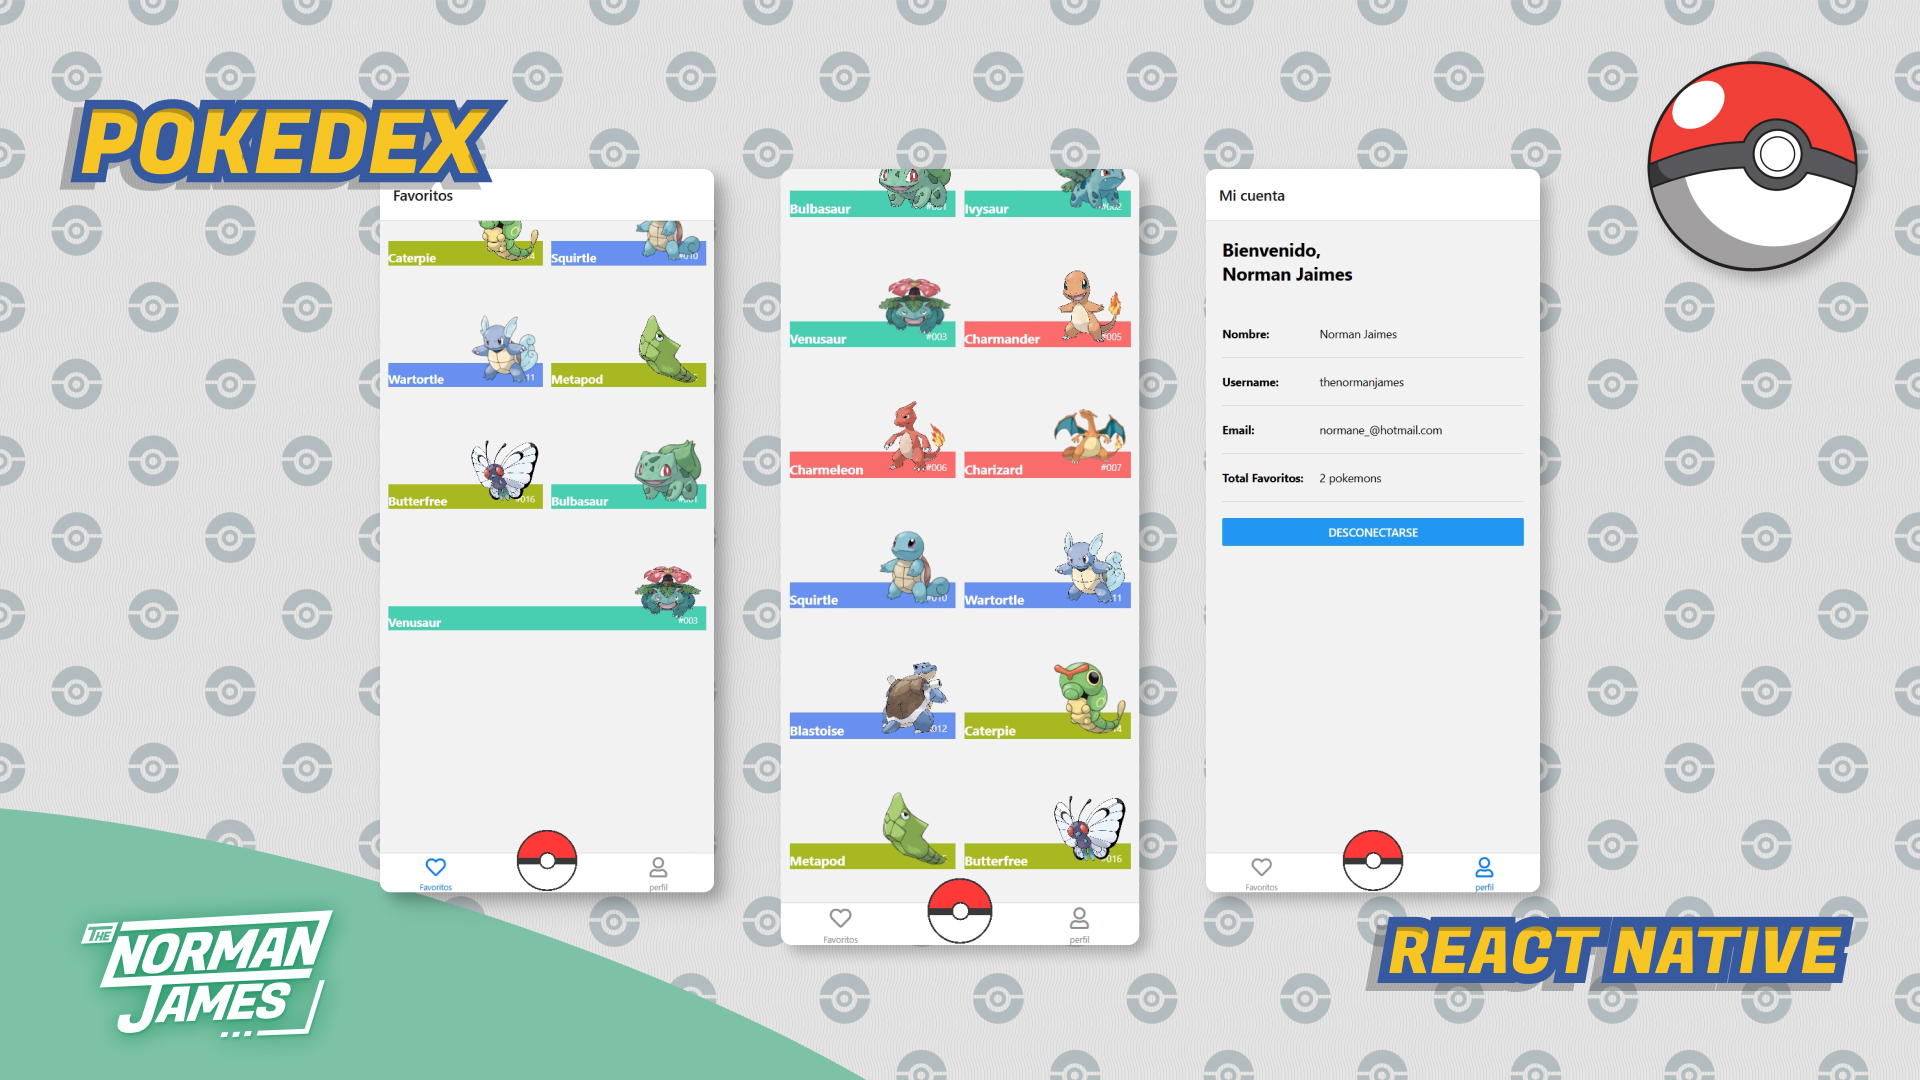 POKEDEX
Favoritos
Caterpie
Squirtle #010
Wartortle 11
Metapod
Butterfree 016
Bulbasaur #001
Venusaur #003
Favoritos
perfil
Bulbasaur #001
Ivysaur #002
Venusaur #003
Charmander #005
Charmeleon #006
Charizard #007
Squirtle #010
Wartortle 11
Blastoise 012
Caterpie
Metapod
Butterfree 016
Favoritos
perfil
Mi cuenta
Bienvenido,
Norman Jaimes
Nombre: Norman Jaimes
Username: thenormanjames
Email: normane_@hotmail.com
Total Favoritos: 2 pokemons
DESCONECTARSE
Favoritos
perfil
THE
NORMAN
JAMES
REACT NATIVE